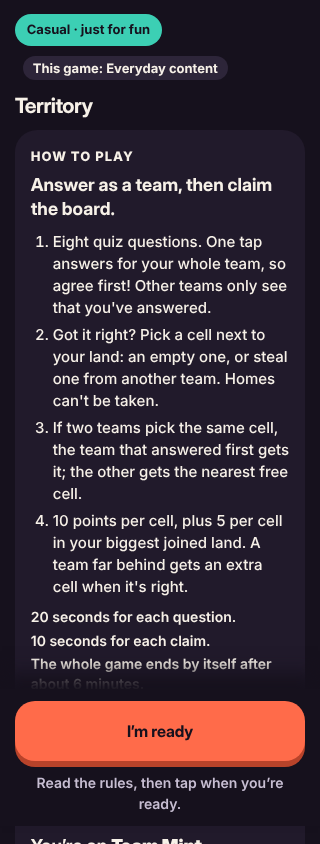 Casual · just for fun
This game: Everyday content
Territory
HOW TO PLAY
Answer as a team, then claim
the board.
1. Eight quiz questions. One tap
answers for your whole team, so
agree first! Other teams only see
that you've answered.
2. Got it right? Pick a cell next to
your land: an empty one, or steal
one from another team. Homes
can't be taken.
3. If two teams pick the same cell,
the team that answered first gets
it; the other gets the nearest free
cell.
4. 10 points per cell, plus 5 per cell
in your biggest joined land. A
team far behind gets an extra
cell when it's right.
20 seconds for each question.
10 seconds for each claim.
The whole game ends by itself after
about 6 minutes.
I'm ready
Read the rules, then tap when you're
ready.
You're on Team Mint